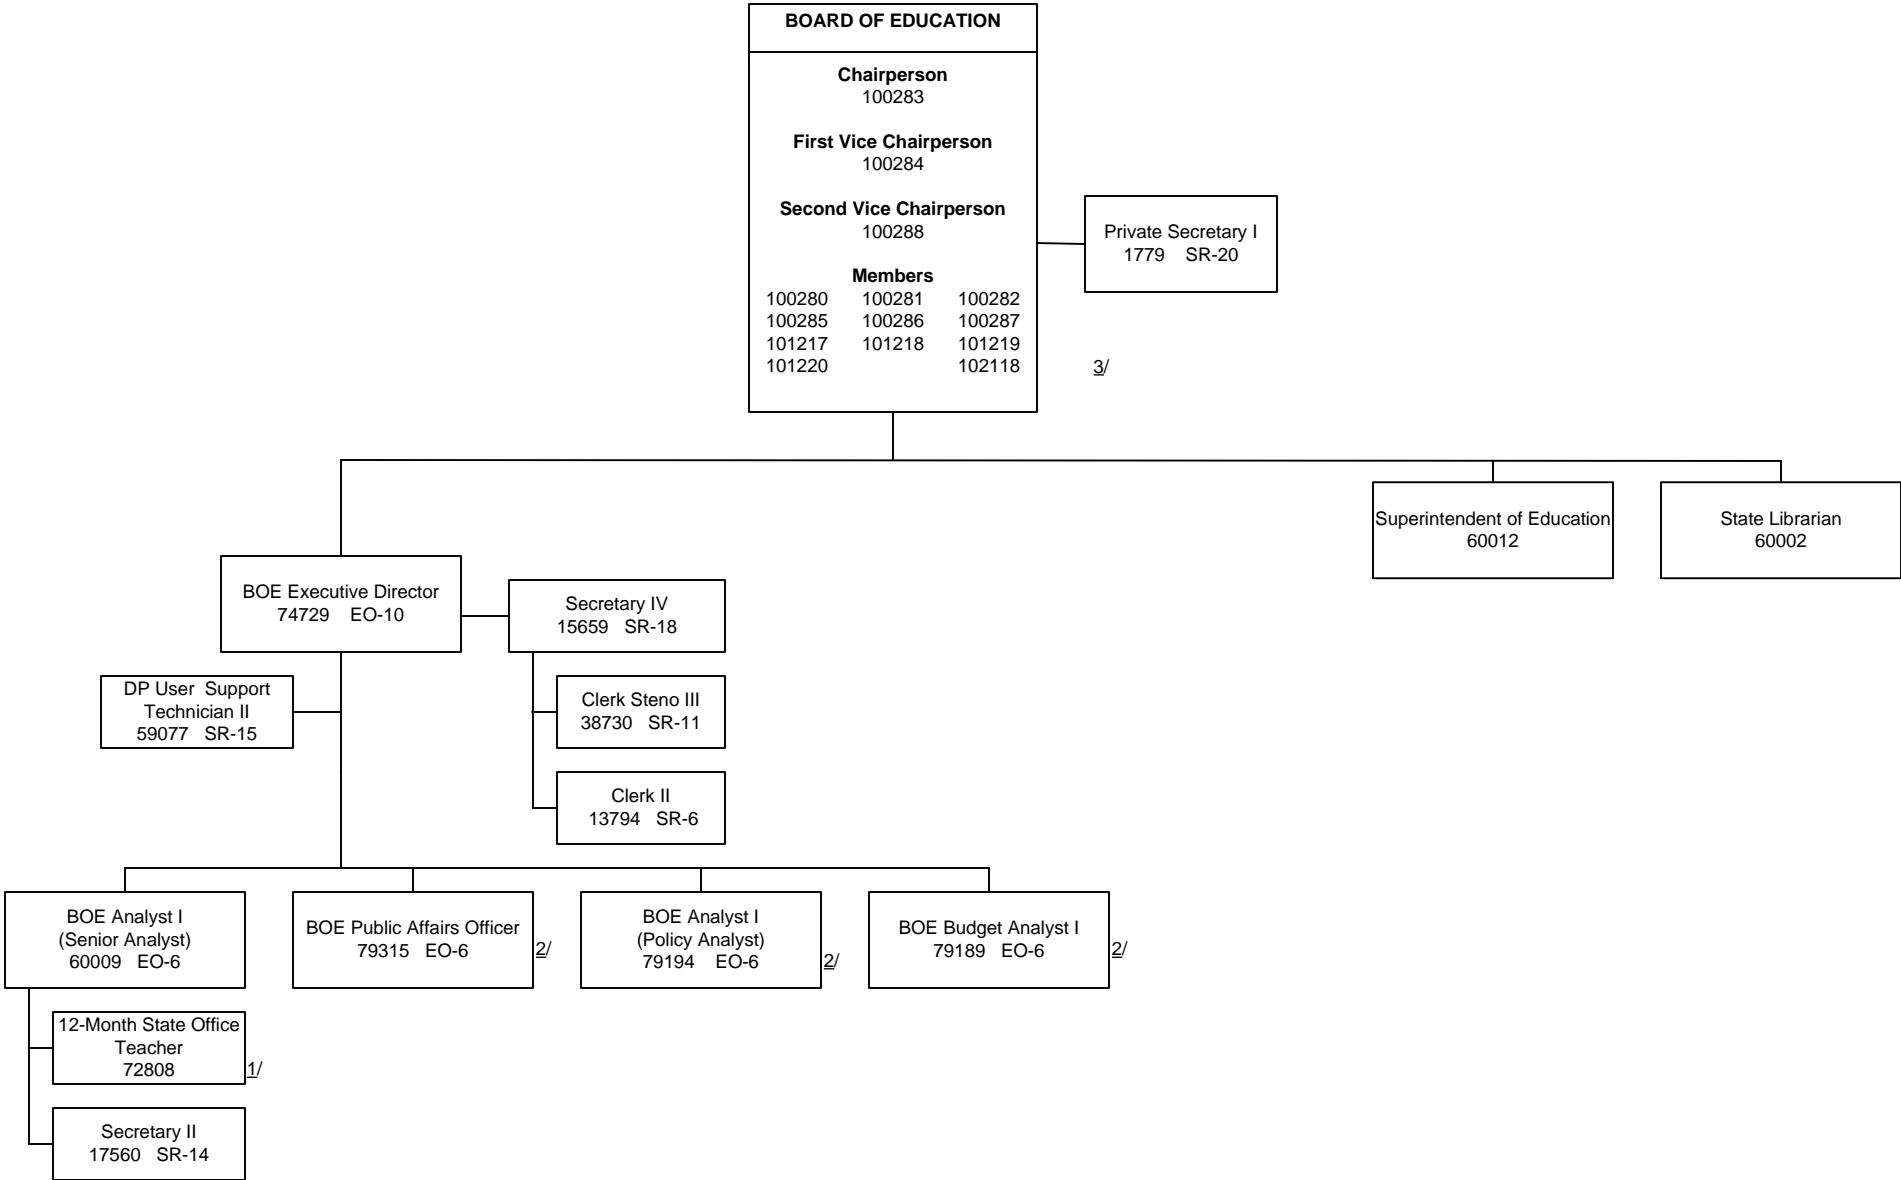 BOARD OF EDUCATION
Chairperson
100283
First Vice Chairperson
100284
Second Vice Chairperson
100288
Members
100280 100281 100282
100285 100286 100287
101217 101218 101219
101220 102118
3/
Private Secretary I
1779 SR-20
Superintendent of Education
60012
State Librarian
60002
BOE Executive Director
74729 EO-10
Secretary IV
15659 SR-18
DP User Support
Technician II
59077 SR-15
Clerk Steno III
38730 SR-11
Clerk II
13794 SR-6
BOE Analyst I
(Senior Analyst)
60009 EO-6
BOE Public Affairs Officer
79315 EO-6
2/
BOE Analyst I
(Policy Analyst)
79194 EO-6
2/
BOE Budget Analyst I
79189 EO-6
2/
12-Month State Office
Teacher
72808
1/
Secretary II
17560 SR-14